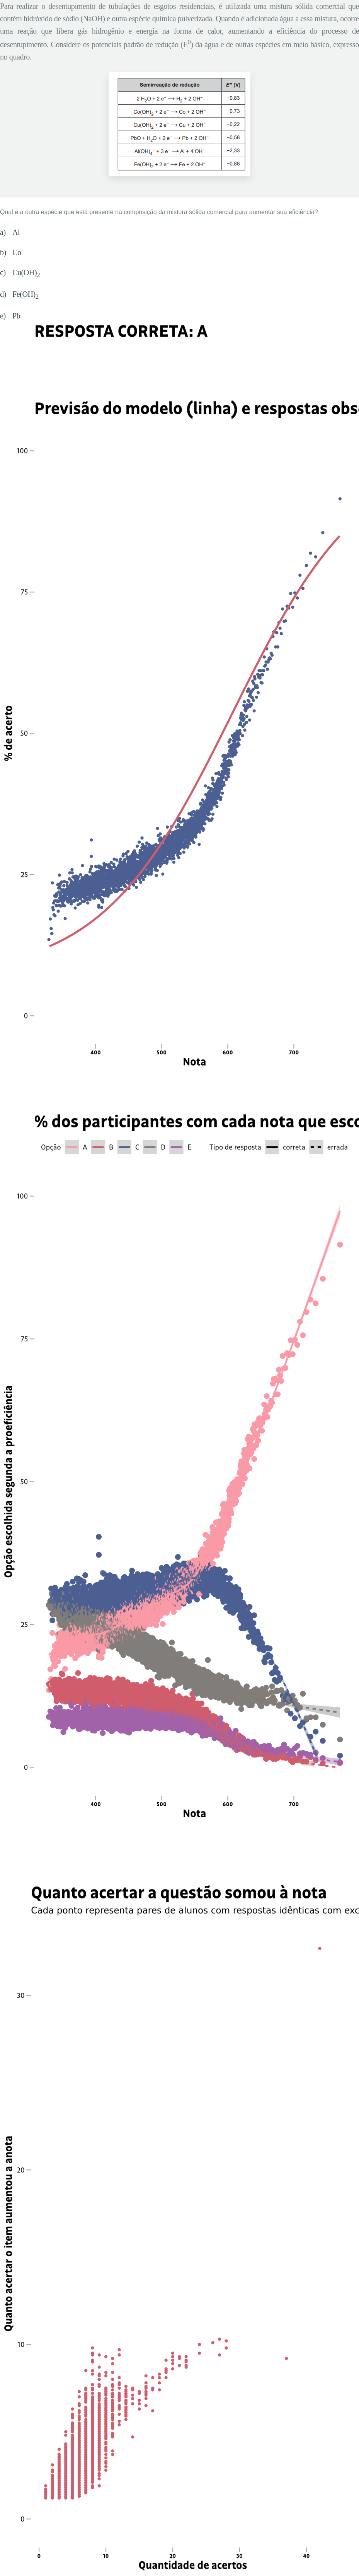 Para realizar o desentupimento de tubulações de esgotos residenciais, é utilizada uma mistura sólida comercial que
contém hidróxido de sódio (NaOH) e outra espécie química pulverizada. Quando é adicionada água a essa mistura, ocorre
uma reação que libera gás hidrogênio e energia na forma de calor, aumentando a eficiência do processo de
desentupimento. Considere os potenciais padrão de redução (E⁰) da água e de outras espécies em meio básico, expresso
no quadro.
Semirreação de redução E° (V)
2 H₂O + 2 e⁻ ⟶ H₂ + 2 OH⁻ −0,83
Co(OH)₂ + 2 e⁻ ⟶ Co + 2 OH⁻ −0,73
Cu(OH)₂ + 2 e⁻ ⟶ Cu + 2 OH⁻ −0,22
PbO + H₂O + 2 e⁻ ⟶ Pb + 2 OH⁻ −0,58
Al(OH)₄⁻ + 3 e⁻ ⟶ Al + 4 OH⁻ −2,33
Fe(OH)₂ + 2 e⁻ ⟶ Fe + 2 OH⁻ −0,88
Qual é a outra espécie que está presente na composição da mistura sólida comercial para aumentar sua eficiência?
a) Al
b) Co
c) Cu(OH)₂
d) Fe(OH)₂
e) Pb
RESPOSTA CORRETA: A
Previsão do modelo (linha) e respostas obs
100
75
50
25
0
% de acerto
400 500 600 700
Nota
% dos participantes com cada nota que esco
Opção A B C D E Tipo de resposta correta errada
100
75
50
25
0
Opção escolhida segunda a proeficiência
400 500 600 700
Nota
Quanto acertar a questão somou à nota
Cada ponto representa pares de alunos com respostas idênticas com exc
30
20
10
0
Quanto acertar o item aumentou a anota
0 10 20 30 40
Quantidade de acertos